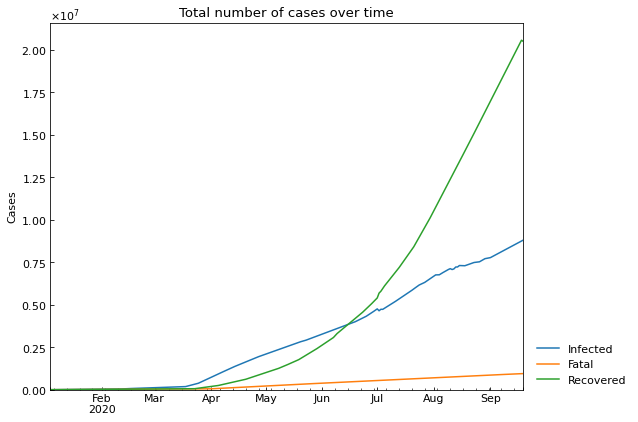 Total number of cases over time
×10⁷
2.00
1.75
1.50
1.25
1.00
0.75
0.50
0.25
0.00
Cases
Feb Mar Apr May Jun Jul Aug Sep
2020
Infected
Fatal
Recovered